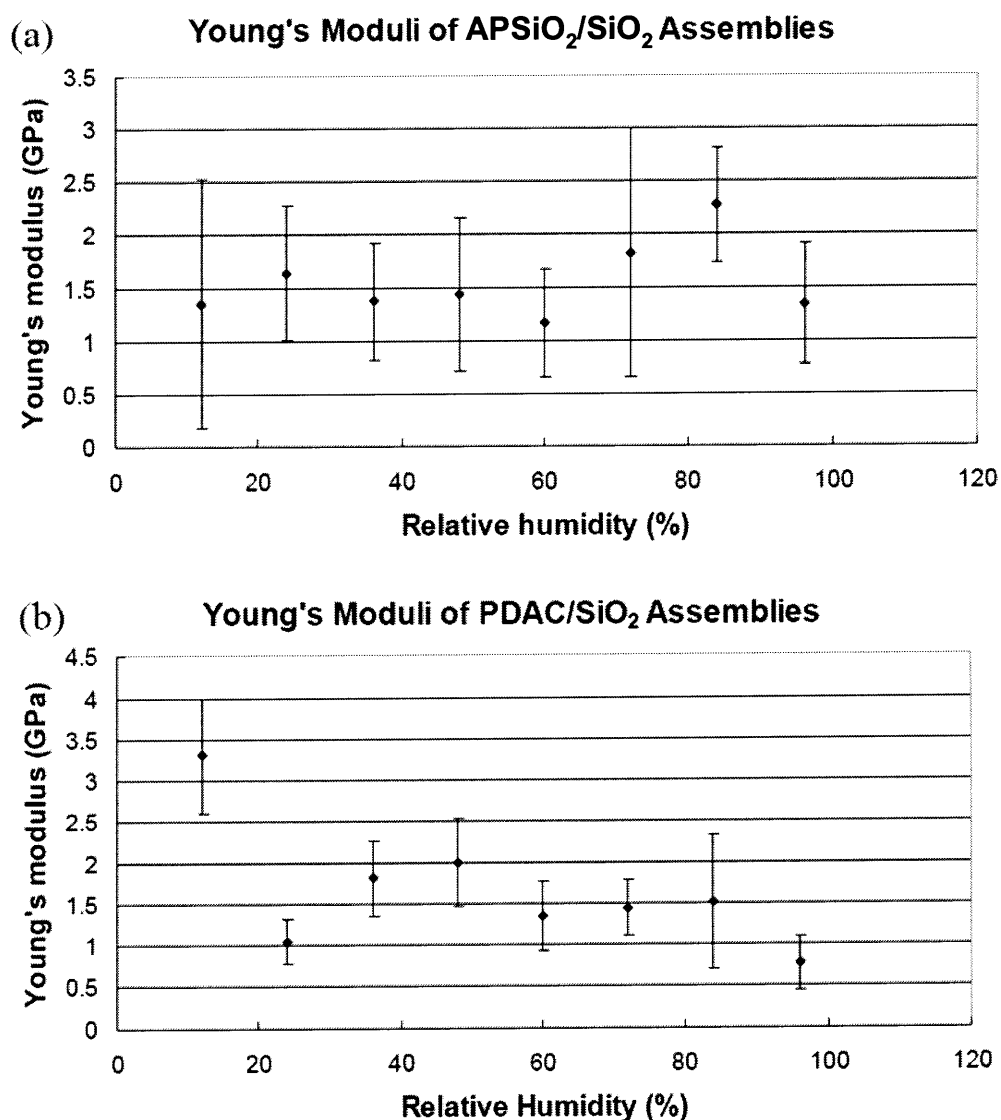 (a) Young's Moduli of APSiO₂/SiO₂ Assemblies
Young's modulus (GPa)
3.5
3
2.5
2
1.5
1
0.5
0
0 20 40 60 80 100 120
Relative humidity (%)
(b) Young's Moduli of PDAC/SiO₂ Assemblies
Young's modulus (GPa)
4.5
4
3.5
3
2.5
2
1.5
1
0.5
0
0 20 40 60 80 100 120
Relative Humidity (%)